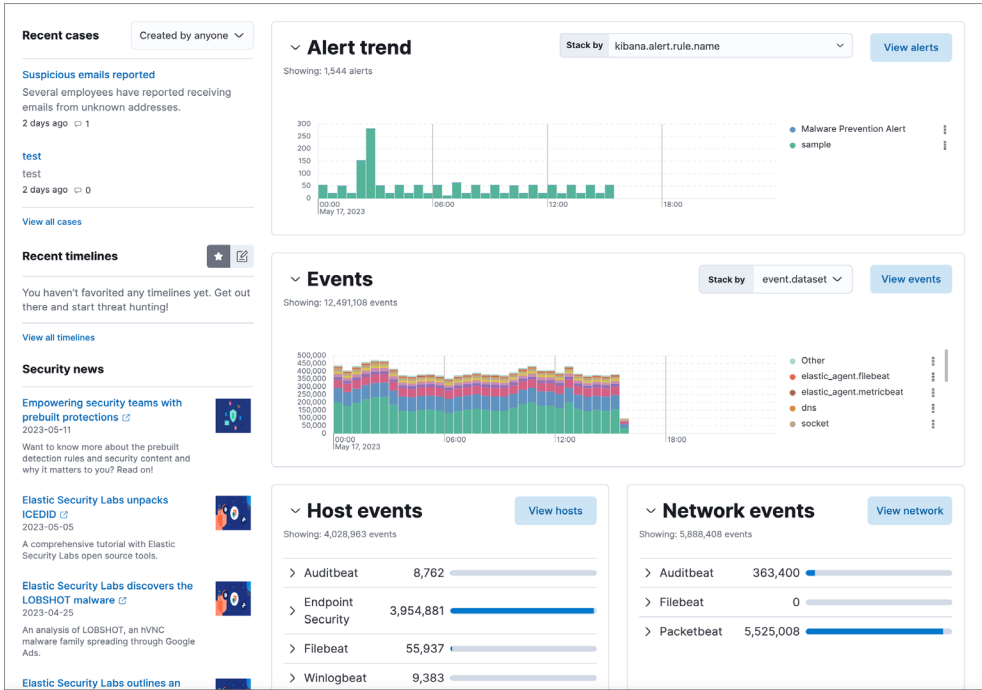 Recent cases
Created by anyone
Suspicious emails reported
Several employees have reported receiving
emails from unknown addresses.
2 days ago 1
test
test
2 days ago 0
View all cases
Recent timelines
You haven't favorited any timelines yet. Get out
there and start threat hunting!
View all timelines
Security news
Empowering security teams with
prebuilt protections
2023-05-11
Want to know more about the prebuilt
detection rules and security content and
why it matters to you? Read on!
Elastic Security Labs unpacks
ICEDID
2023-05-05
A comprehensive tutorial with Elastic
Security Labs open source tools.
Elastic Security Labs discovers the
LOBSHOT malware
2023-04-25
An analysis of LOBSHOT, an hVNC
malware family spreading through Google
Ads.
Elastic Security Labs outlines an
Alert trend
Stack by kibana.alert.rule.name
View alerts
Showing: 1,544 alerts
300
250
200
150
100
50
0
00:00 06:00 12:00 18:00
May 17, 2023
Malware Prevention Alert
sample
Events
Stack by event.dataset
View events
Showing: 12,491,108 events
500,000
450,000
400,000
350,000
300,000
250,000
200,000
150,000
100,000
50,000
0
00:00 06:00 12:00 18:00
May 17, 2023
Other
elastic_agent.filebeat
elastic_agent.metricbeat
dns
socket
Host events
View hosts
Showing: 4,028,963 events
Auditbeat 8,762
Endpoint
Security 3,954,881
Filebeat 55,937
Winlogbeat 9,383
Network events
View network
Showing: 5,888,408 events
Auditbeat 363,400
Filebeat 0
Packetbeat 5,525,008